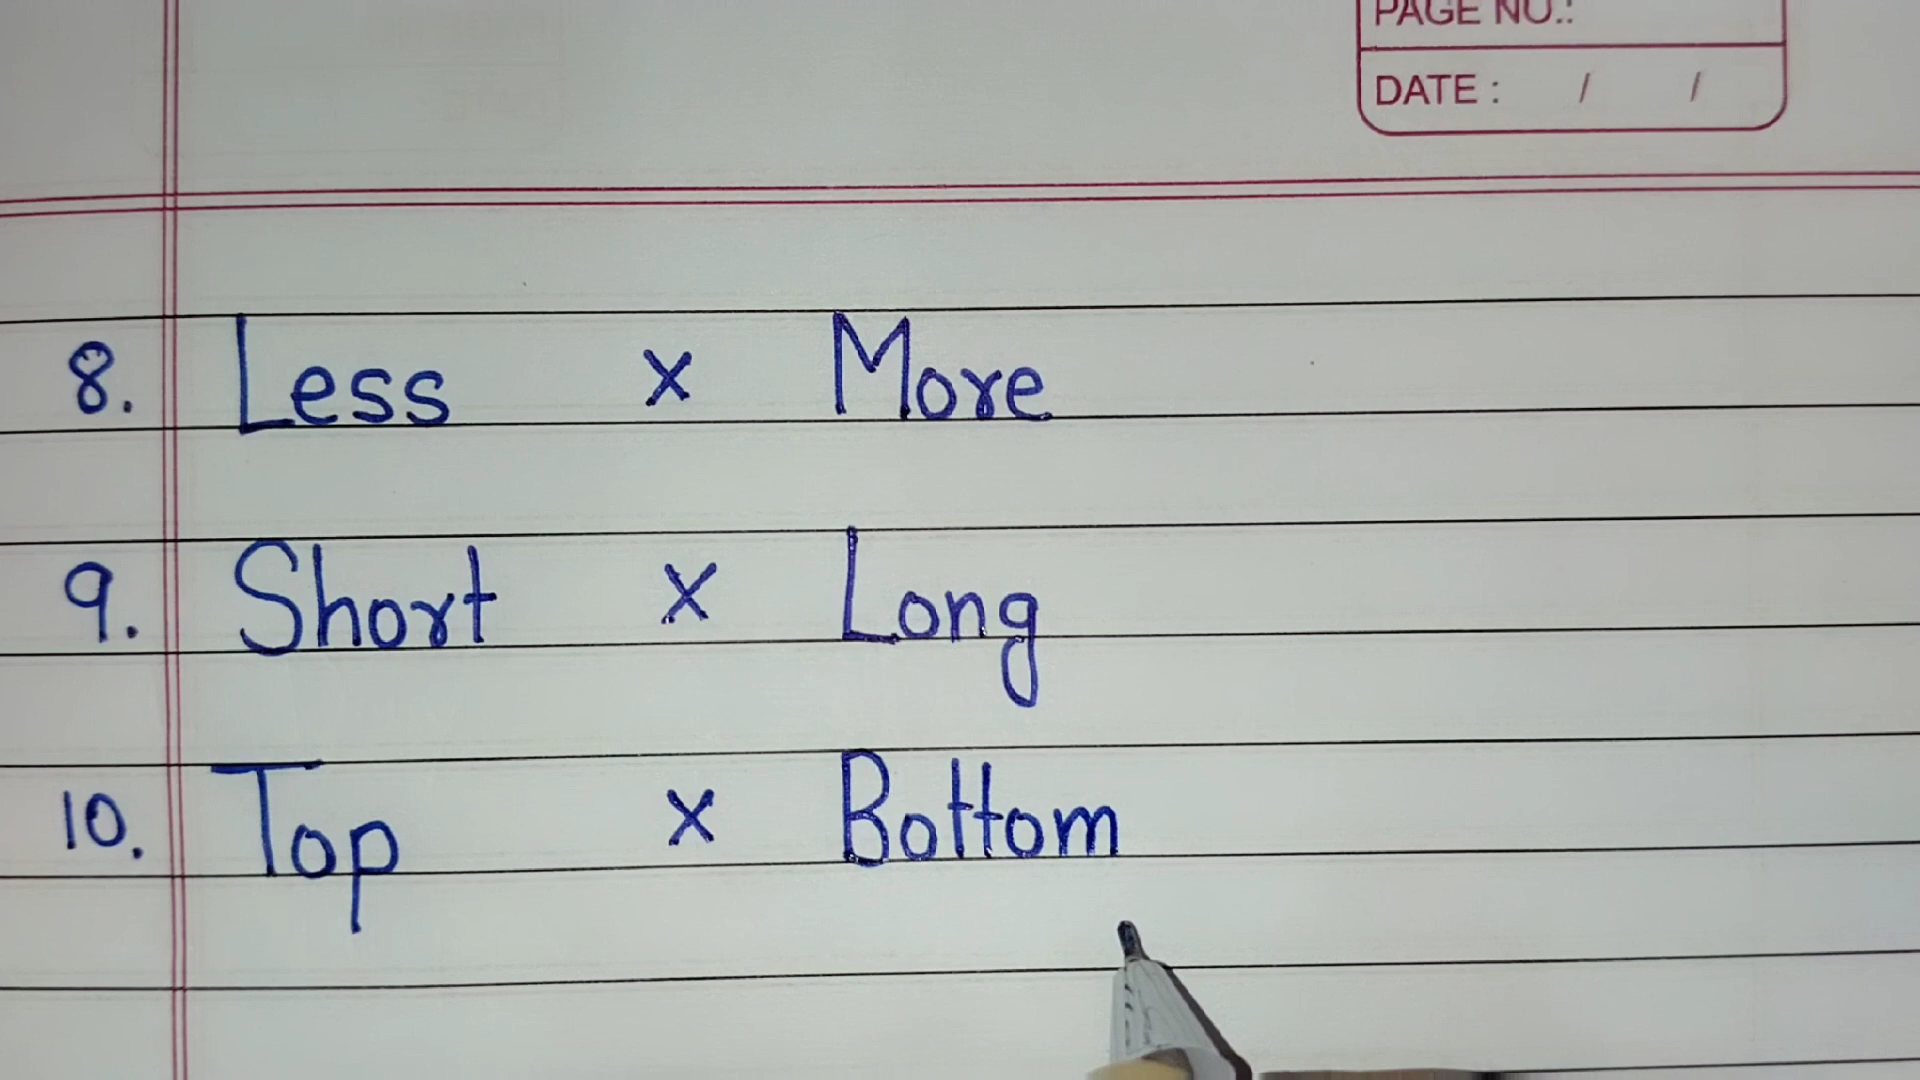 PAGE NO.:
DATE : / /
8. Less x More
9. Short x Long
10. Top x Bottom